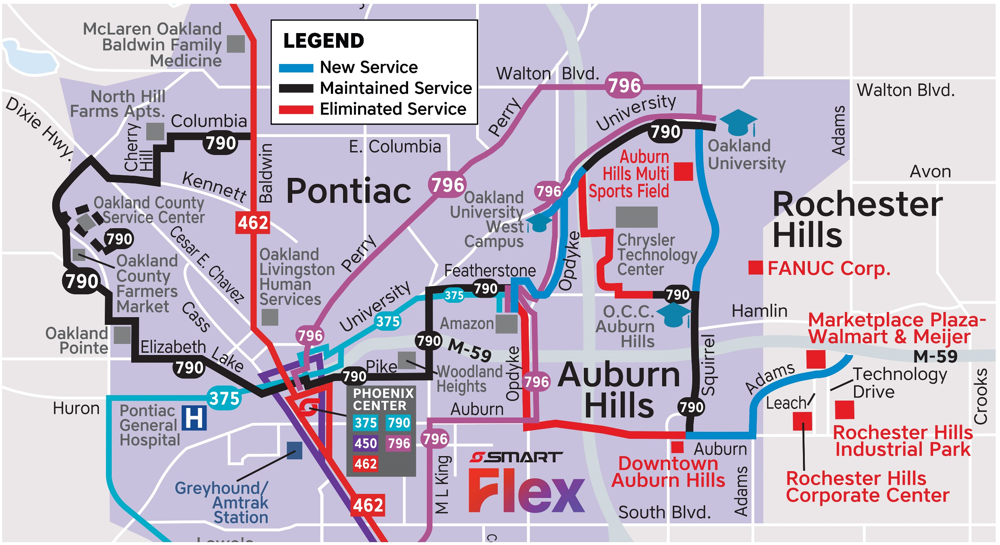 McLaren Oakland
Baldwin Family
Medicine
LEGEND
New Service
Maintained Service
Eliminated Service
Walton Blvd.
796
Walton Blvd.
University
North Hill
Farms Apts.
Dixie Hwy.
Columbia
790
Cherry
Hill
Perry
E. Columbia
790
Oakland
University
Adams
Avon
Auburn
Hills Multi
Sports Field
Kennett
Baldwin
Pontiac
796
796
Oakland
University
West
Campus
Rochester
Hills
Oakland County
Service Center
790
462
Cesar E. Chavez
Chrysler
Technology
Center
Opdyke
Perry
Oakland
Livingston
Human
Services
Oakland
County
Farmers
Market
790
Featherstone
790
375
FANUC Corp.
790
Cass
University
375
Amazon
O.C.C.
Auburn
Hills
Hamlin
Marketplace Plaza-
Walmart & Meijer
M-59
Oakland
Pointe
796
790
M-59
Elizabeth
Lake
790
Pike
790
Woodland
Heights
Opdyke
796
Auburn
Hills
Squirrel
790
Adams
Technology
Drive
Leach
Crooks
375
Huron
Pontiac
General
Hospital
H
PHOENIX
CENTER
375 790
450 796
462
Auburn
796
M L King
SMART
Flex
Auburn
Downtown
Auburn Hills
Adams
Rochester Hills
Industrial Park
Rochester Hills
Corporate Center
Greyhound/
Amtrak
Station
462
South Blvd.